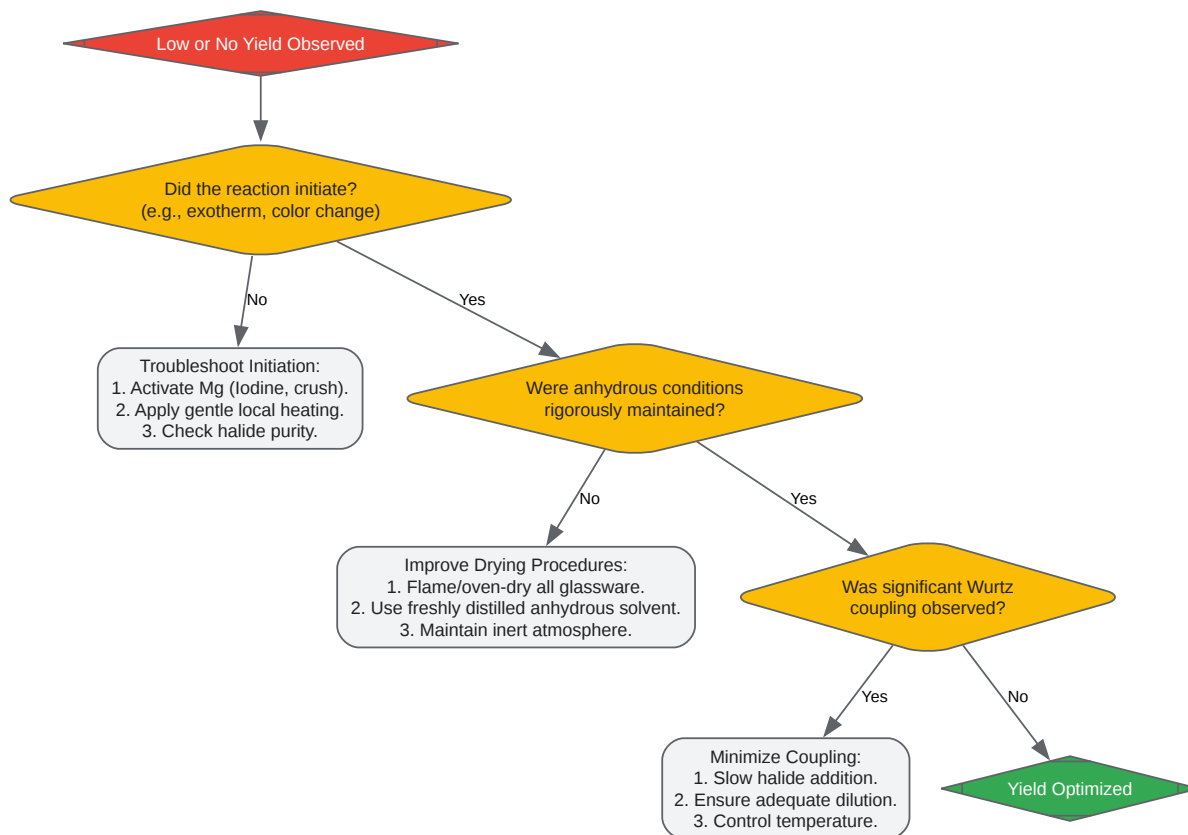 Low or No Yield Observed
Did the reaction initiate?
(e.g., exotherm, color change)
No
Yes
Troubleshoot Initiation:
1. Activate Mg (Iodine, crush).
2. Apply gentle local heating.
3. Check halide purity.
Were anhydrous conditions
rigorously maintained?
No
Yes
Improve Drying Procedures:
1. Flame/oven-dry all glassware.
2. Use freshly distilled anhydrous solvent.
3. Maintain inert atmosphere.
Was significant Wurtz
coupling observed?
Yes
No
Minimize Coupling:
1. Slow halide addition.
2. Ensure adequate dilution.
3. Control temperature.
Yield Optimized